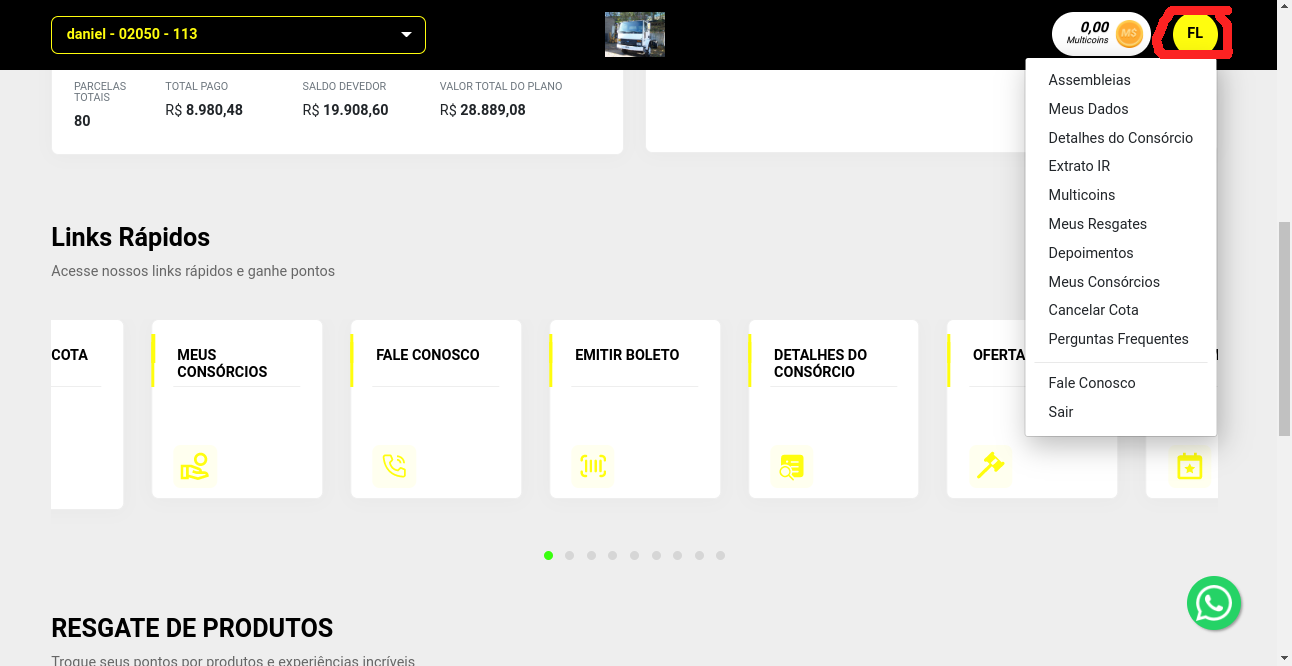 daniel - 02050 - 113
0,00
Multicoins
MS
FL
PARCELAS
TOTAIS
80
TOTAL PAGO
R$ 8.980,48
SALDO DEVEDOR
R$ 19.908,60
VALOR TOTAL DO PLANO
R$ 28.889,08
Assembleias
Meus Dados
Detalhes do Consórcio
Extrato IR
Multicoins
Meus Resgates
Depoimentos
Meus Consórcios
Cancelar Cota
Perguntas Frequentes
Fale Conosco
Sair
Links Rápidos
Acesse nossos links rápidos e ganhe pontos
COTA
MEUS
CONSÓRCIOS
FALE CONOSCO
EMITIR BOLETO
DETALHES DO
CONSÓRCIO
OFERTA
RESGATE DE PRODUTOS
Troque seus pontos por produtos e experiências incríveis